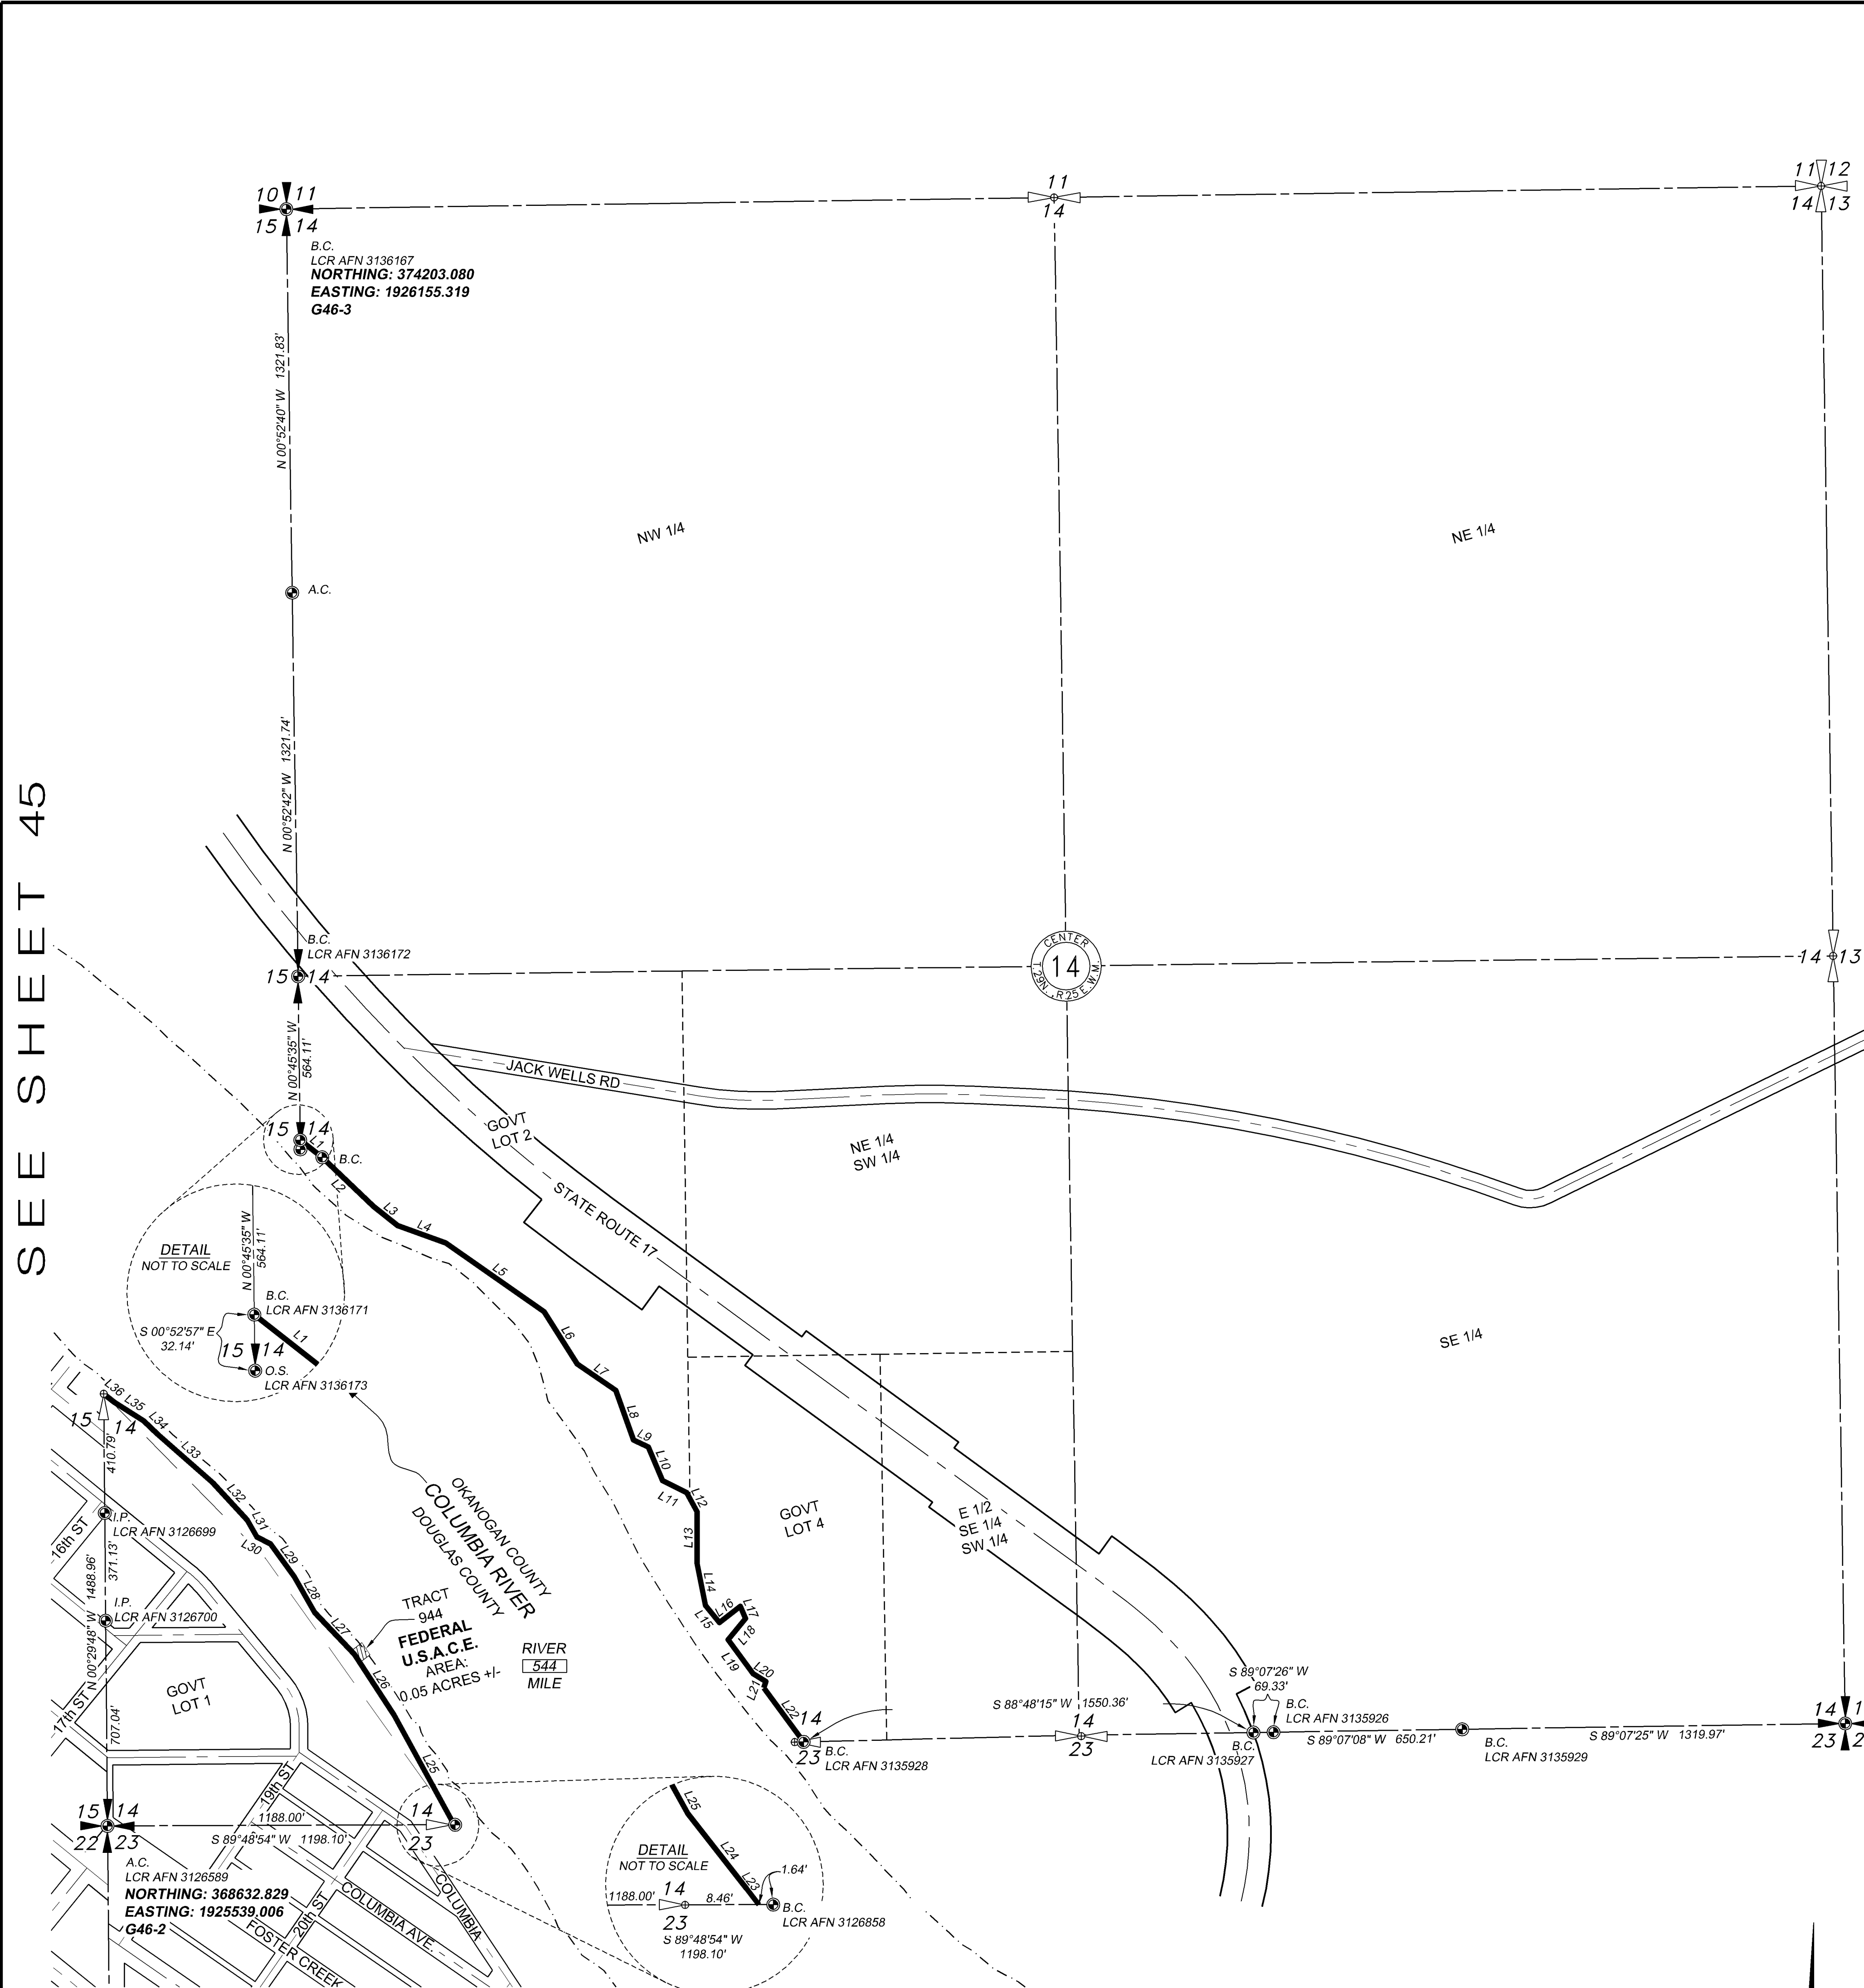 11
11 12
10 11
14
14 13
15 14
B.C.
LCR AFN 3136167
NORTHING: 374203.080
EASTING: 1926155.319
G46-3
N 00°52'40" W 1321.83'
NW 1/4
NE 1/4
A.C.
N 00°52'42" W 1321.74'
SEE SHEET 45
B.C.
LCR AFN 3136172
15 14
CENTER
14
T.29N., R.25E.W.M.
14 13
N 00°45'35" W
564.11'
JACK WELLS RD
GOVT
LOT 2
NE 1/4
SW 1/4
15 14
L1
B.C.
L2
L3
L4
STATE ROUTE 17
L5
DETAIL
NOT TO SCALE
N 00°45'35" W
564.11'
B.C.
LCR AFN 3136171
S 00°52'57" E
32.14'
L1
15 14
O.S.
LCR AFN 3136173
SE 1/4
L6
L7
L8
L9
L10
L11
L12
L13
L14
L15
L16
L17
L18
L19
L20
L21
L22
L36
L35
L34
L33
L32
L31
L30
L29
L28
L27
L26
L25
15 14
410.79'
I.P.
LCR AFN 3126699
16th ST
371.13'
N 00°29'48" W 1488.96'
I.P.
LCR AFN 3126700
OKANOGAN COUNTY
COLUMBIA RIVER
DOUGLAS COUNTY
GOVT
LOT 4
E 1/2
SE 1/4
SW 1/4
TRACT
944
FEDERAL
U.S.A.C.E.
AREA:
0.05 ACRES +/-
RIVER
544
MILE
GOVT
LOT 1
17th ST
707.04'
S 89°07'26" W
69.33'
B.C.
LCR AFN 3135926
S 88°48'15" W 1550.36'
14
23
14
23
B.C.
LCR AFN 3135928
B.C.
LCR AFN 3135927
S 89°07'08" W 650.21'
B.C.
LCR AFN 3135929
S 89°07'25" W 1319.97'
14 1
23 2
15 14
22 23
19th ST
1188.00'
S 89°48'54" W 1198.10'
14
23
A.C.
LCR AFN 3126589
NORTHING: 368632.829
EASTING: 1925539.006
G46-2
20th ST
COLUMBIA AVE.
COLUMBIA
FOSTER CREEK
L25
DETAIL
NOT TO SCALE
L24
L23
1.64'
1188.00'
14
8.46'
23
B.C.
LCR AFN 3126858
S 89°48'54" W
1198.10'